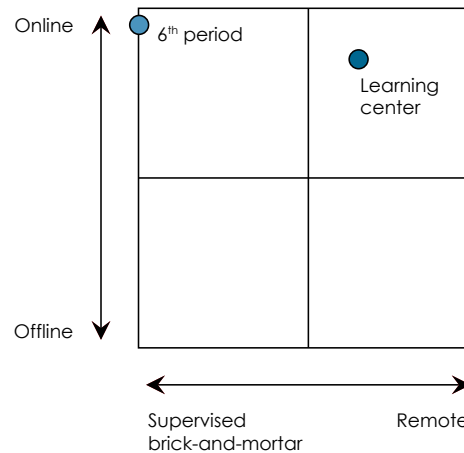 Online
6th period
Learning
center
Offline
Supervised
brick-and-mortar
Remote